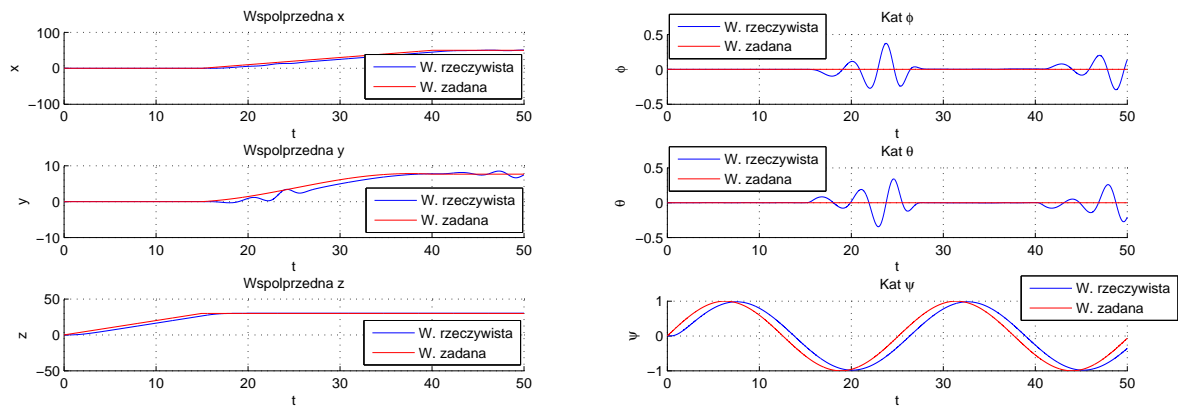 Wspolprzedna x
100
0
−100
x
0 10 20 30 40 50
t
W. rzeczywista
W. zadana
Wspolprzedna y
10
0
−10
y
0 10 20 30 40 50
t
W. rzeczywista
W. zadana
Wspolprzedna z
50
0
−50
z
0 10 20 30 40 50
t
W. rzeczywista
W. zadana
Kat ϕ
0.5
0
−0.5
ϕ
0 10 20 30 40 50
t
W. rzeczywista
W. zadana
Kat θ
0.5
0
−0.5
θ
0 10 20 30 40 50
t
W. rzeczywista
W. zadana
Kat ψ
1
0
−1
ψ
0 10 20 30 40 50
t
W. rzeczywista
W. zadana